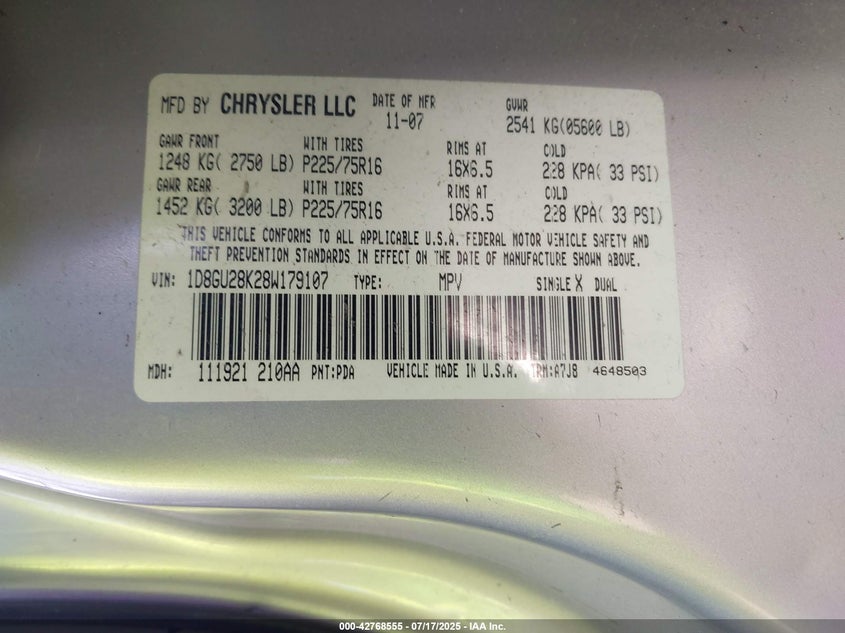 MFD BY CHRYSLER LLC DATE OF MFR 11-07 GVWR 2541 KG(05600 LB)
GAWR FRONT WITH TIRES RIMS AT COLD
1248 KG( 2750 LB) P225/75R16 16X6.5 228 KPA( 33 PSI)
GAWR REAR WITH TIRES RIMS AT COLD
1452 KG( 3200 LB) P225/75R16 16X6.5 228 KPA( 33 PSI)
THIS VEHICLE CONFORMS TO ALL APPLICABLE U.S.A. FEDERAL MOTOR VEHICLE SAFETY AND
THEFT PREVENTION STANDARDS IN EFFECT ON THE DATE OF MANUFACTURE SHOWN ABOVE.
VIN: 1D8GU28K28W179107 TYPE: MPV SINGLE X DUAL
MDH: 111921 210AA PNT:PDA VEHICLE MADE IN U.S.A. TRM:A7J8 4648503
000-42768555 - 07/17/2025 - IAA Inc.